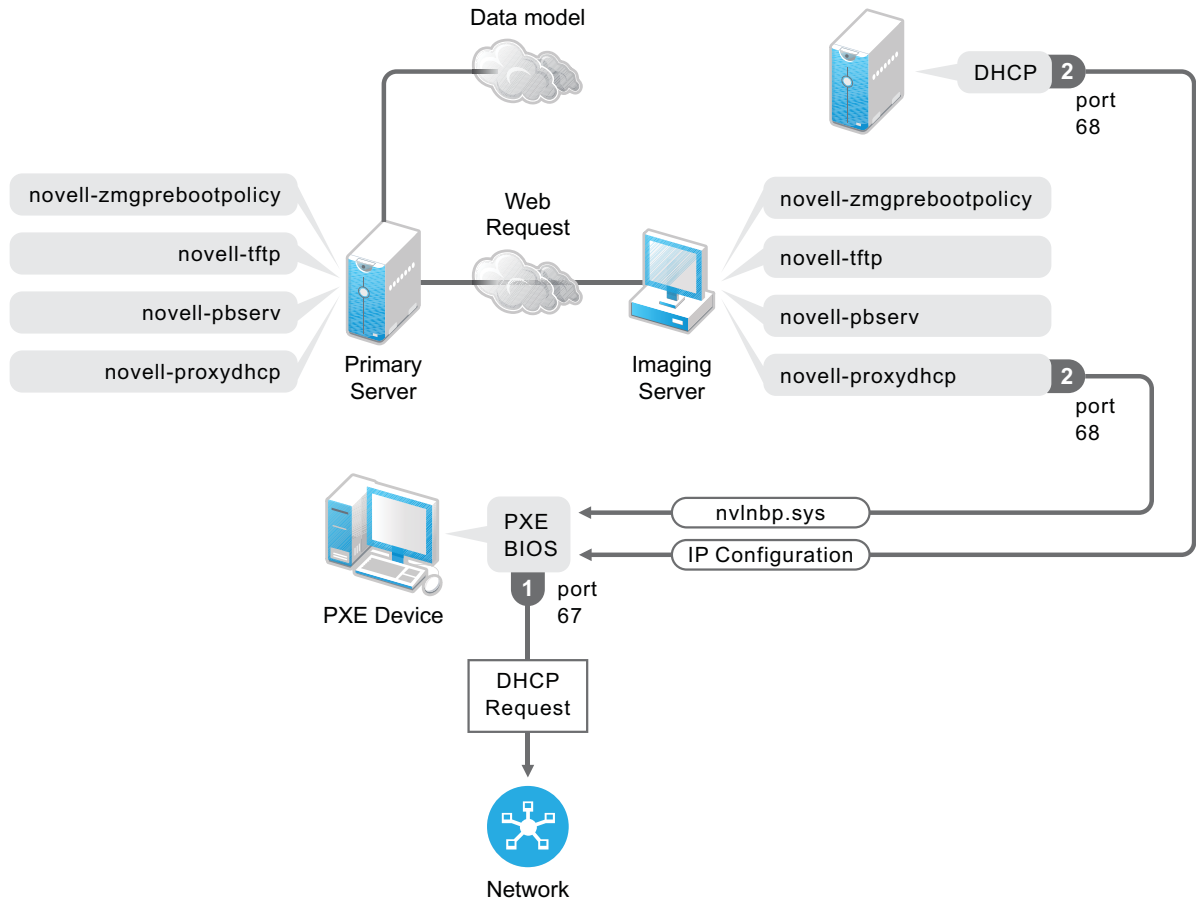 Data model
DHCP
2
port
68
novell-zmgprebootpolicy
novell-tftp
novell-pbserv
novell-proxydhcp
Primary
Server
Web
Request
Imaging
Server
novell-zmgprebootpolicy
novell-tftp
novell-pbserv
novell-proxydhcp
2
port
68
nvlnbp.sys
IP Configuration
PXE
BIOS
1
port
67
PXE Device
DHCP
Request
Network